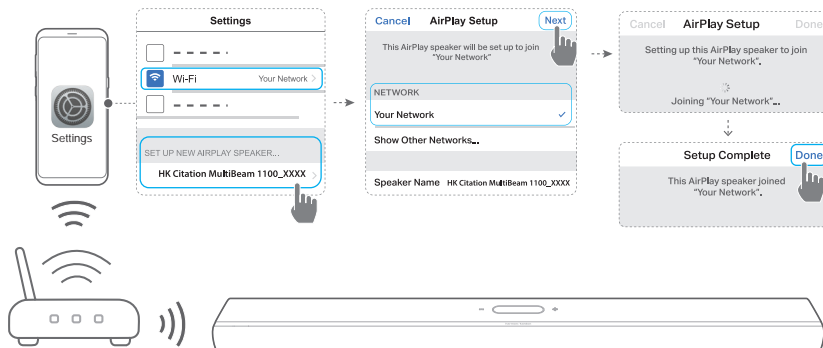 Settings
Settings
Wi-Fi
Your Network
SET UP NEW AIRPLAY SPEAKER...
HK Citation MultiBeam 1100_XXXX
Cancel AirPlay Setup Next
This AirPlay speaker will be set up to join
"Your Network"
NETWORK
Your Network
Show Other Networks...
Speaker Name HK Citation MultiBeam 1100_XXXX
Cancel AirPlay Setup Done
Setting up this AirPlay speaker to join
"Your Network".
Joining "Your Network"...
Setup Complete Done
This AirPlay speaker joined
"Your Network".